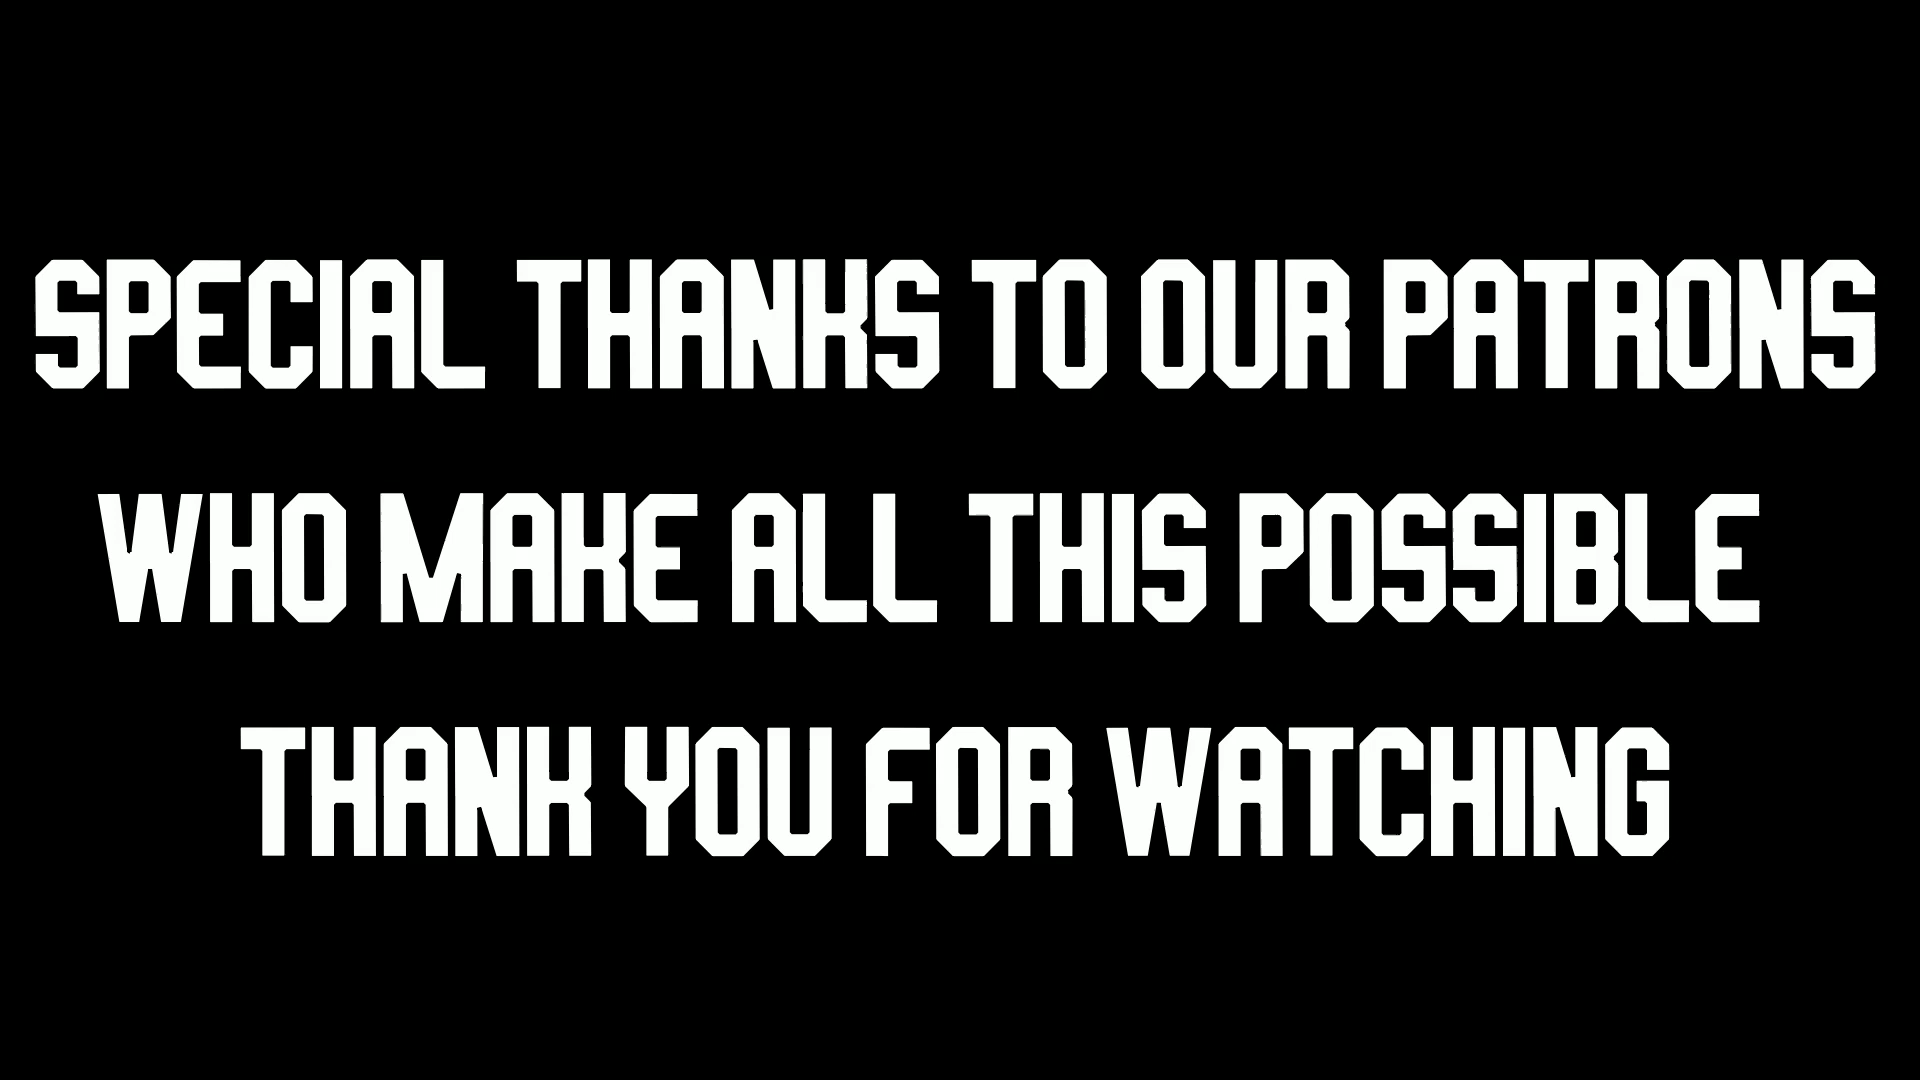 SPECIAL THANKS TO OUR PATRONS
WHO MAKE ALL THIS POSSIBLE
THANK YOU FOR WATCHING